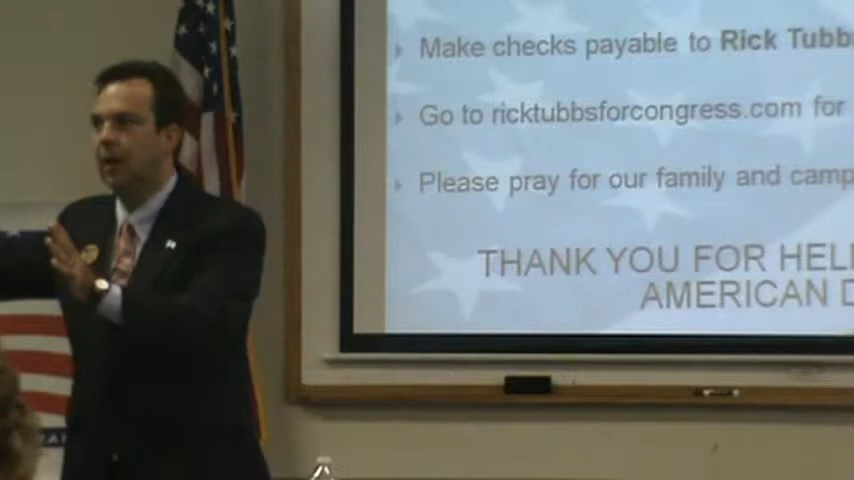 Make checks payable to Rick Tubb
Go to ricktubbsforcongress.com for
Please pray for our family and camp
THANK YOU FOR HEL
AMERICAN D